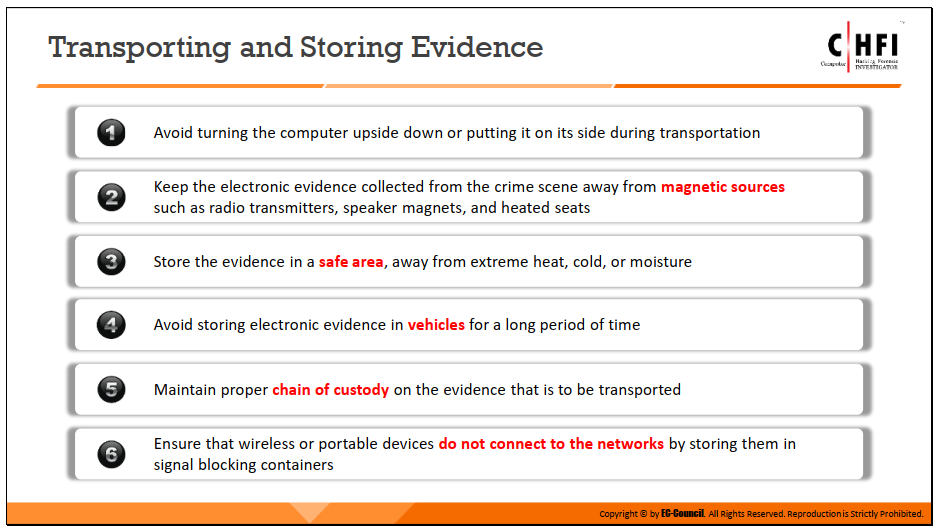 Transporting and Storing Evidence
CHFI
Computer Hacking Forensic
INVESTIGATOR
1 Avoid turning the computer upside down or putting it on its side during transportation
2 Keep the electronic evidence collected from the crime scene away from magnetic sources
such as radio transmitters, speaker magnets, and heated seats
3 Store the evidence in a safe area, away from extreme heat, cold, or moisture
4 Avoid storing electronic evidence in vehicles for a long period of time
5 Maintain proper chain of custody on the evidence that is to be transported
6 Ensure that wireless or portable devices do not connect to the networks by storing them in
signal blocking containers
Copyright © by EC-Council. All Rights Reserved. Reproduction is Strictly Prohibited.